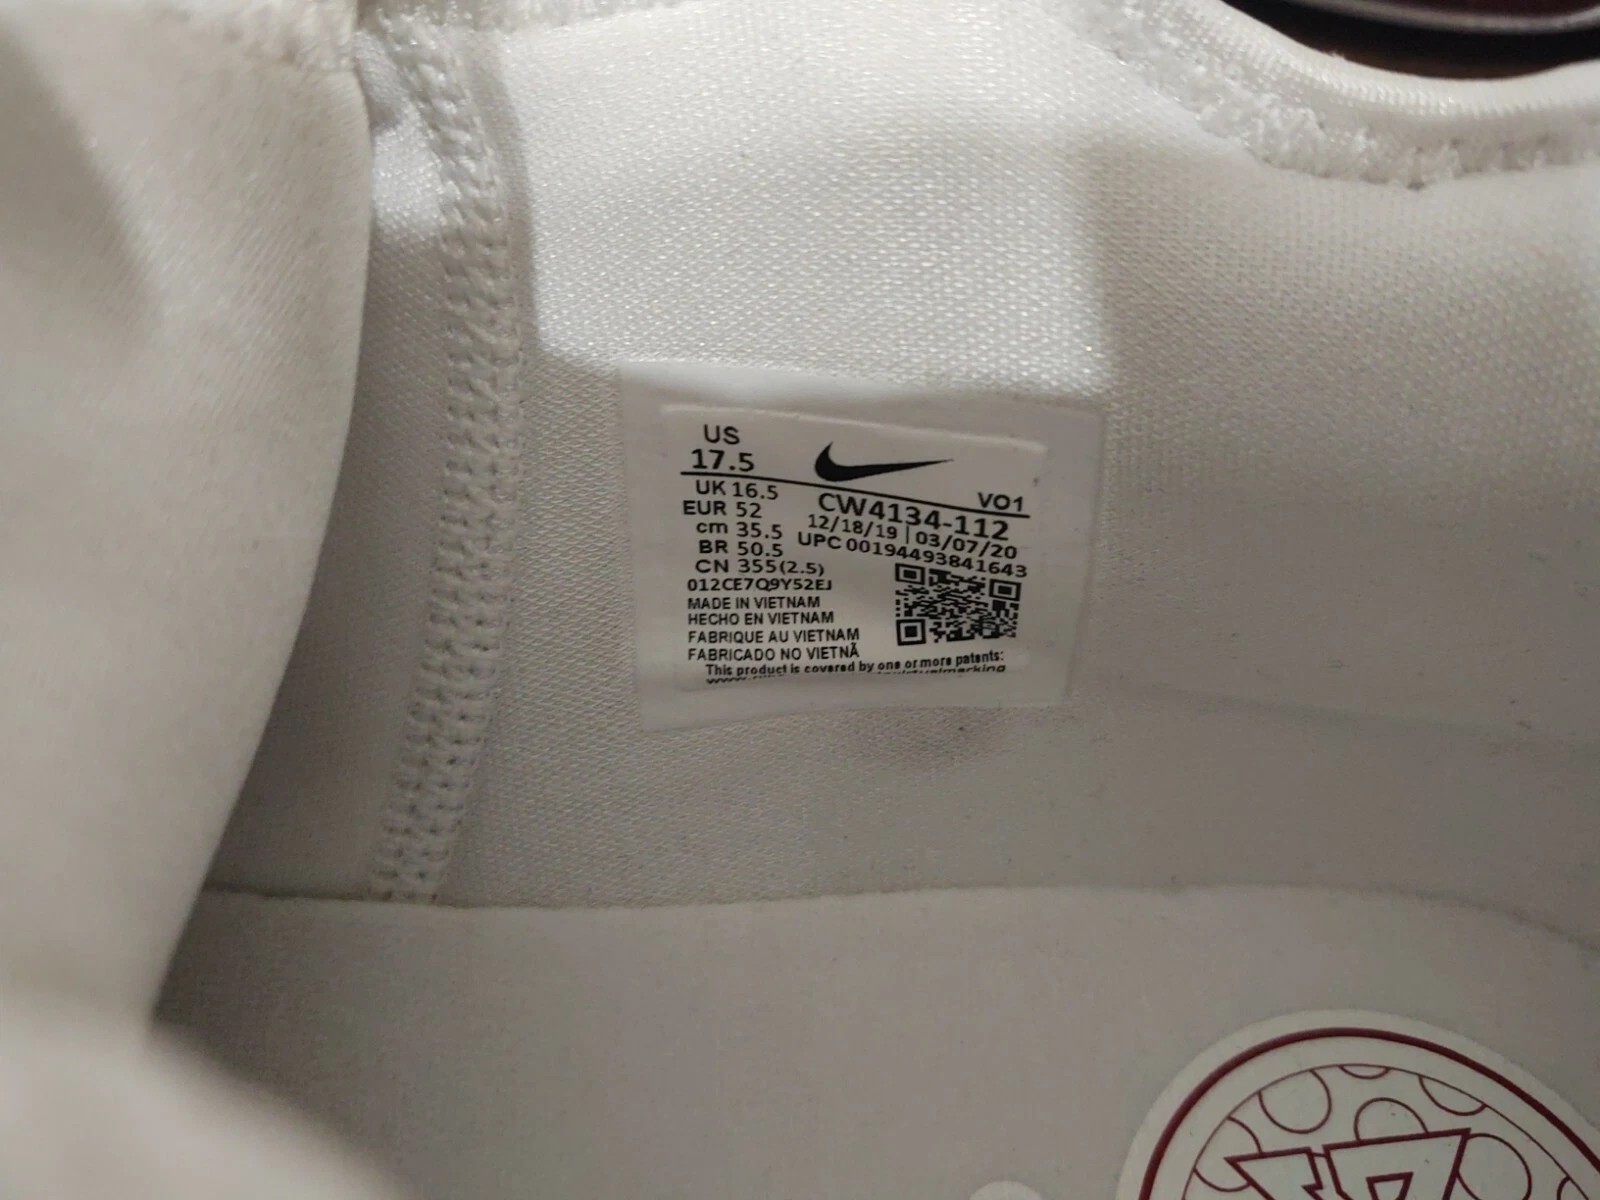 US
17.5
UK 16.5
EUR 52
cm 35.5
BR 50.5
CN 355(2.5)
012CE7Q9Y52EJ
MADE IN VIETNAM
HECHO EN VIETNAM
FABRIQUE AU VIETNAM
FABRICADO NO VIETNÃ
VO1
CW4134-112
12/18/19 | 03/07/20
UPC 00194493841643
This product is covered by one or more patents: